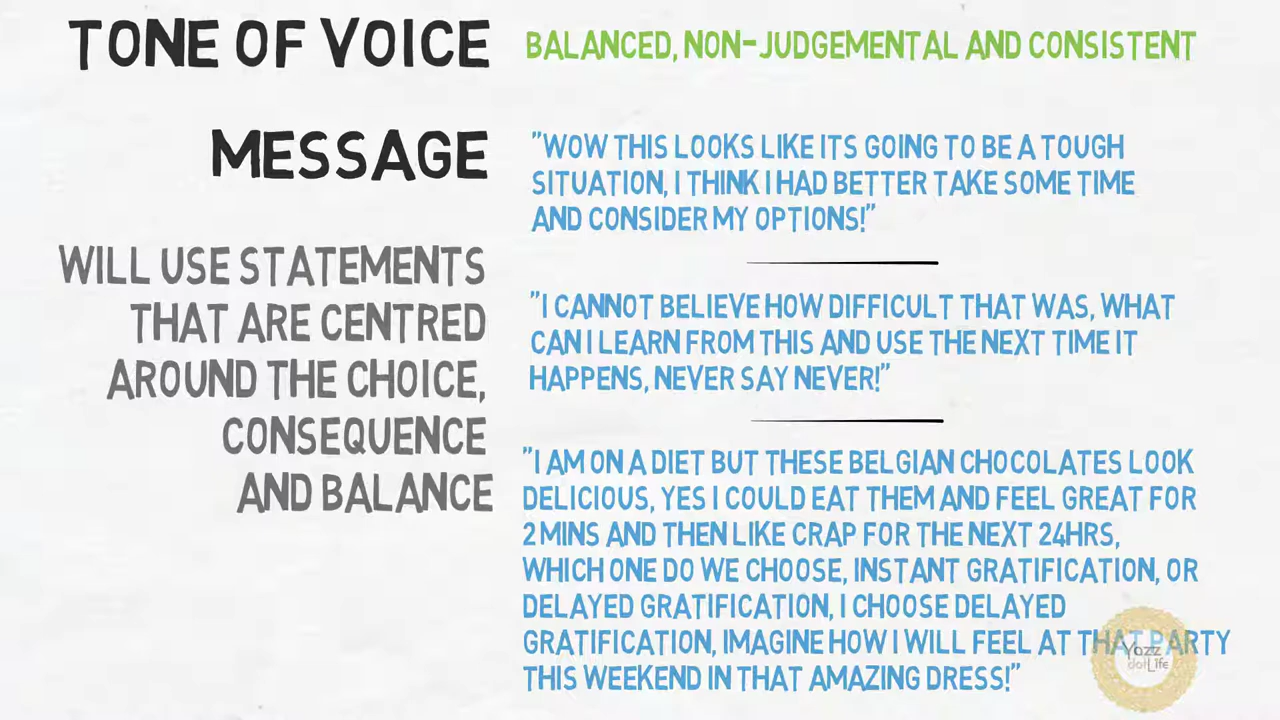 TONE OF VOICE
BALANCED, NON-JUDGEMENTAL AND CONSISTENT
MESSAGE
WILL USE STATEMENTS
THAT ARE CENTRED
AROUND THE CHOICE,
CONSEQUENCE
AND BALANCE
"WOW THIS LOOKS LIKE ITS GOING TO BE A TOUGH
SITUATION, I THINK I HAD BETTER TAKE SOME TIME
AND CONSIDER MY OPTIONS!"
"I CANNOT BELIEVE HOW DIFFICULT THAT WAS, WHAT
CAN I LEARN FROM THIS AND USE THE NEXT TIME IT
HAPPENS, NEVER SAY NEVER!"
"I AM ON A DIET BUT THESE BELGIAN CHOCOLATES LOOK
DELICIOUS, YES I COULD EAT THEM AND FEEL GREAT FOR
2 MINS AND THEN LIKE CRAP FOR THE NEXT 24HRS,
WHICH ONE DO WE CHOOSE, INSTANT GRATIFICATION, OR
DELAYED GRATIFICATION, I CHOOSE DELAYED
GRATIFICATION, IMAGINE HOW I WILL FEEL AT THAT PARTY
THIS WEEKEND IN THAT AMAZING DRESS!"
Yazz
dotLife